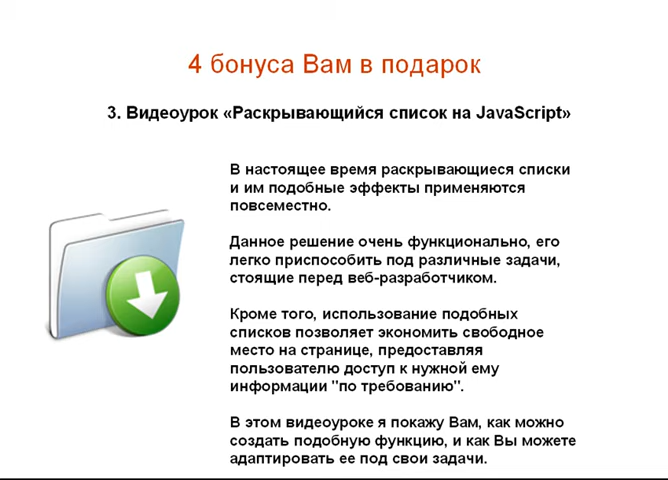 4 бонуса Вам в подарок
3. Видеоурок «Раскрывающийся список на JavaScript»
В настоящее время раскрывающиеся списки
и им подобные эффекты применяются
повсеместно.
Данное решение очень функционально, его
легко приспособить под различные задачи,
стоящие перед веб-разработчиком.
Кроме того, использование подобных
списков позволяет экономить свободное
место на странице, предоставляя
пользователю доступ к нужной ему
информации "по требованию".
В этом видеоуроке я покажу Вам, как можно
создать подобную функцию, и как Вы можете
адаптировать ее под свои задачи.